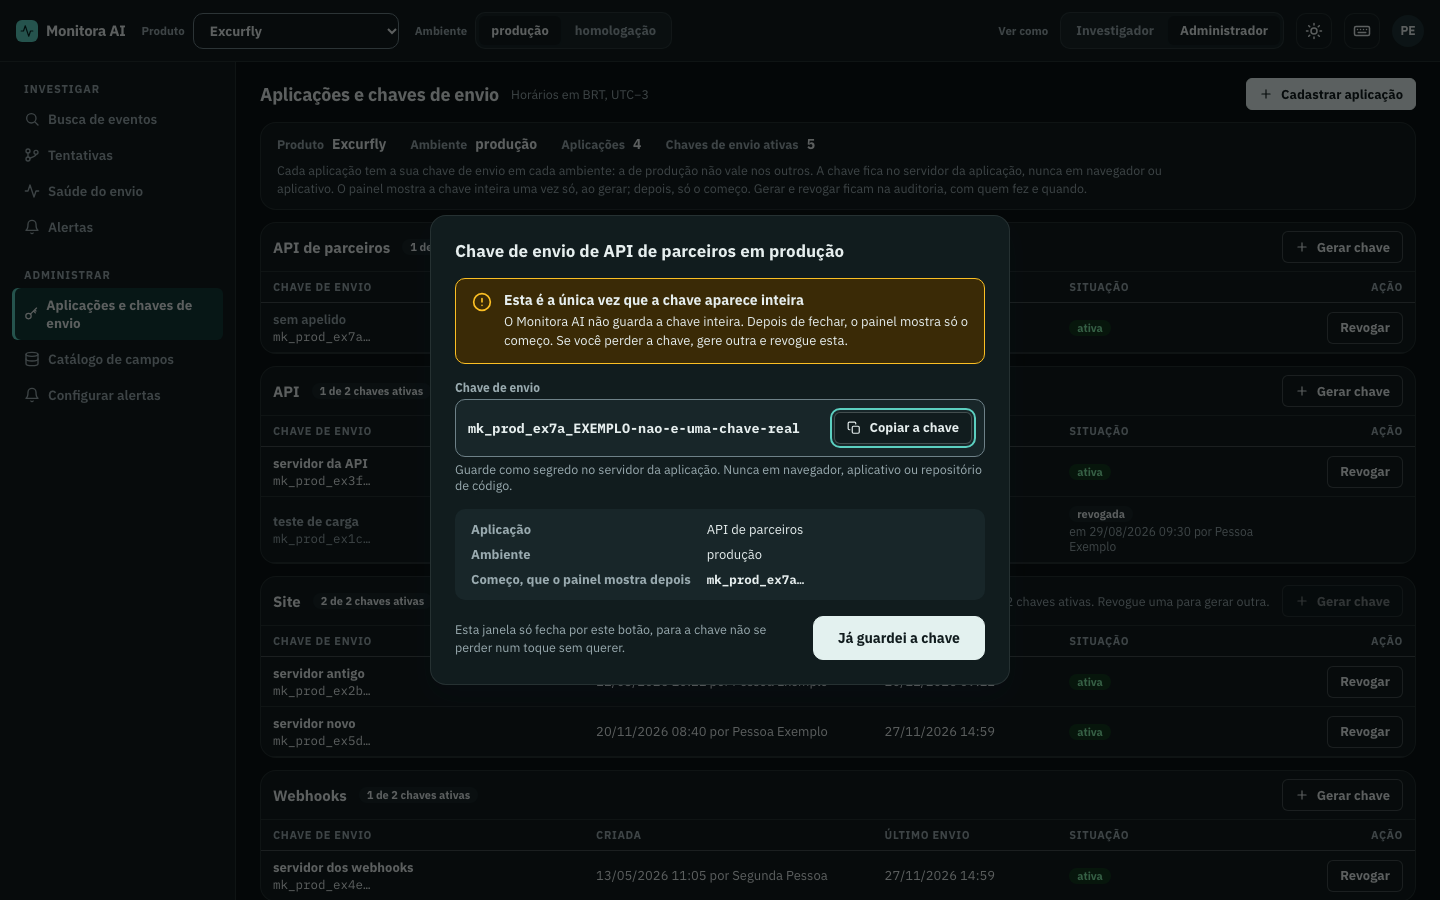 Monitora AI
Produto
Excurfly
Ambiente
produção
homologação
Ver como
Investigador
Administrador
PE
INVESTIGAR
Busca de eventos
Tentativas
Saúde do envio
Alertas
ADMINISTRAR
Aplicações e chaves de
envio
Catálogo de campos
Configurar alertas
Aplicações e chaves de envio
Horários em BRT, UTC−3
Cadastrar aplicação
Produto Excurfly
Ambiente produção
Aplicações 4
Chaves de envio ativas 5
Cada aplicação tem a sua chave de envio em cada ambiente: a de produção não vale nos outros. A chave fica no servidor da aplicação, nunca em navegador ou
aplicativo. O painel mostra a chave inteira uma vez só, ao gerar; depois, só o começo. Gerar e revogar ficam na auditoria, com quem fez e quando.
API de parceiros
1 de
Gerar chave
CHAVE DE ENVIO
SITUAÇÃO
AÇÃO
sem apelido
mk_prod_ex7a…
ativa
Revogar
API
1 de 2 chaves ativas
Gerar chave
CHAVE DE ENVIO
SITUAÇÃO
AÇÃO
servidor da API
mk_prod_ex3f…
ativa
Revogar
teste de carga
mk_prod_ex1c…
revogada
em 29/08/2026 09:30 por Pessoa
Exemplo
Site
2 de 2 chaves ativas
2 chaves ativas. Revogue uma para gerar outra.
Gerar chave
CHAVE DE ENVIO
SITUAÇÃO
AÇÃO
servidor antigo
mk_prod_ex2b…
ativa
Revogar
servidor novo
mk_prod_ex5d…
20/11/2026 08:40 por Pessoa Exemplo
27/11/2026 14:59
ativa
Revogar
Webhooks
1 de 2 chaves ativas
Gerar chave
CHAVE DE ENVIO
CRIADA
ÚLTIMO ENVIO
SITUAÇÃO
AÇÃO
servidor dos webhooks
mk_prod_ex4e…
13/05/2026 11:05 por Segunda Pessoa
27/11/2026 14:59
ativa
Revogar
Chave de envio de API de parceiros em produção
Esta é a única vez que a chave aparece inteira
O Monitora AI não guarda a chave inteira. Depois de fechar, o painel mostra só o
começo. Se você perder a chave, gere outra e revogue esta.
Chave de envio
mk_prod_ex7a_EXEMPLO-nao-e-uma-chave-real
Copiar a chave
Guarde como segredo no servidor da aplicação. Nunca em navegador, aplicativo ou repositório
de código.
Aplicação
API de parceiros
Ambiente
produção
Começo, que o painel mostra depois
mk_prod_ex7a…
Esta janela só fecha por este botão, para a chave não se
perder num toque sem querer.
Já guardei a chave